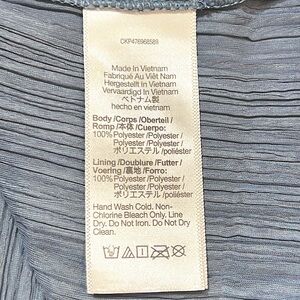 CKP476968589
Made in Vietnam
Fabriqué Au Việt Nam
Hergestellt in Vietnam
Vervaardigd In Vietnam
ベトナム製
hecho en vietnam
Body /Corps /Oberteil /
Romp /本体 /Cuerpo:
100% Polyester /Polyester /
Polyester /Polyester /
ポリエステル /poliéster
Lining /Doublure /Futter /
Voering /裏地 /Forro:
100% Polyester /Polyester /
Polyester /Polyester /
ポリエステル /poliéster
Hand Wash Cold. Non-
Chlorine Bleach Only. Line
Dry. Do Not Iron. Do Not Dry
Clean.